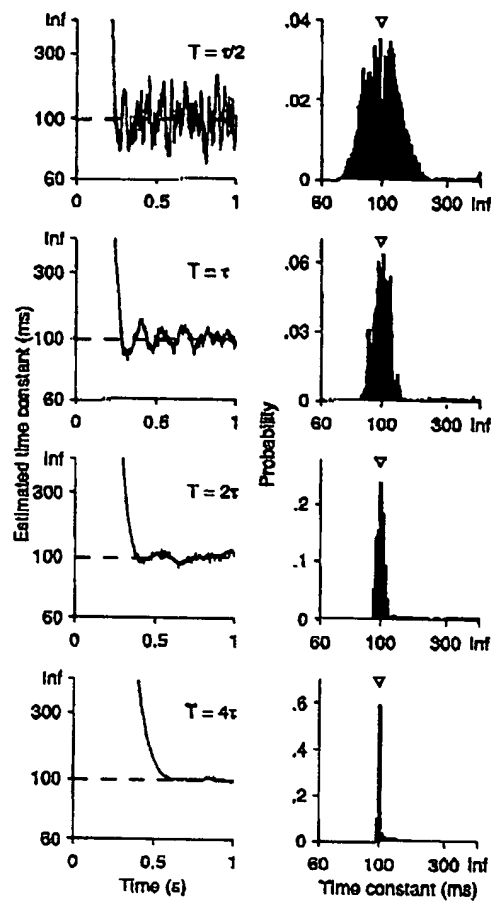 Estimated time constant (ms)
Probability
Inf
300
100
60
T = τ/2
0
0.5
1
.04
.02
0
60
100
300 Inf
Inf
300
100
60
T = τ
0
0.5
1
.06
.03
0
60
100
300 Inf
Inf
300
100
60
T = 2τ
0
0.5
1
.2
.1
0
60
100
300 Inf
Inf
300
100
60
T = 4τ
0
0.5
1
Time (s)
.6
.4
.2
0
60
100
300 Inf
Time constant (ms)